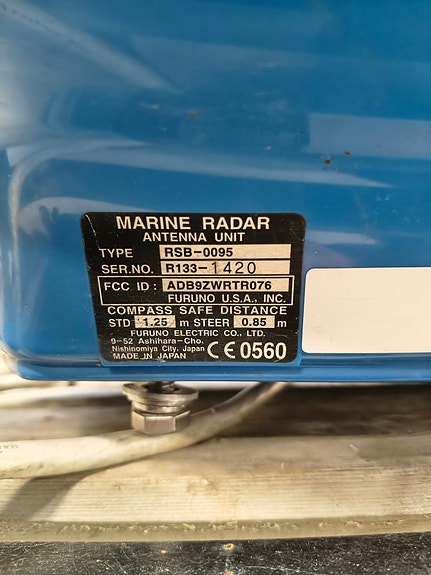 MARINE RADAR
ANTENNA UNIT
TYPE RSB-0095
SER.NO. R133-1420
FCC ID : ADB9ZWRTR076
FURUNO U.S.A., INC.
COMPASS SAFE DISTANCE
STD 1.25 m STEER 0.85 m
FURUNO ELECTRIC CO., LTD.
9-52 Ashihara-Cho.
Nishinomiya City. Japan
MADE IN JAPAN CE 0560